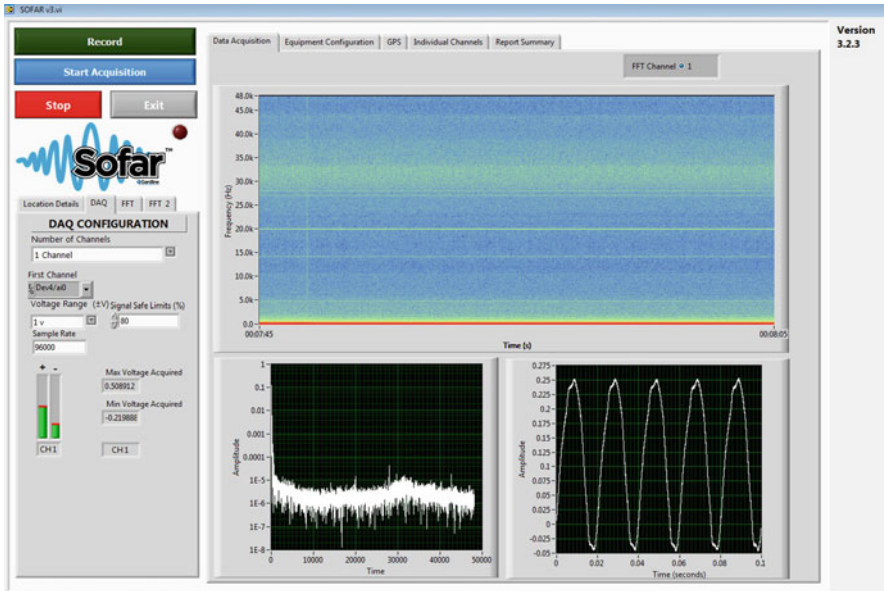 SOFAR v3.vi
Record
Start Acquisition
Stop
Exit
Sofar™
Location Details DAQ FFT FFT 2
DAQ CONFIGURATION
Number of Channels
1 Channel
First Channel
Dev4/ai0
Voltage Range (±V) Signal Safe Limits (%)
1 v 80
Sample Rate
96000
+ -
Max Voltage Acquired
0.508912
Min Voltage Acquired
CH1 CH1
Data Acquisition Equipment Configuration GPS Individual Channels Report Summary
FFT Channel 1
48.0k
45.0k
40.0k
35.0k
30.0k
25.0k
20.0k
15.0k
10.0k
5.0k
0.0
Frequency (Hz)
00:07:45 00:08:05
Time (s)
1
0.1
0.01
0.001
0.0001
1E-5
1E-6
1E-7
1E-8
Amplitude
0 10000 20000 30000 40000 50000
Time
0.275
0.25
0.225
0.2
0.175
0.15
0.125
0.1
0.075
0.05
0.025
0
-0.025
-0.05
Amplitude
0 0.02 0.04 0.06 0.08 0.1
Time (seconds)
Version
3.2.3